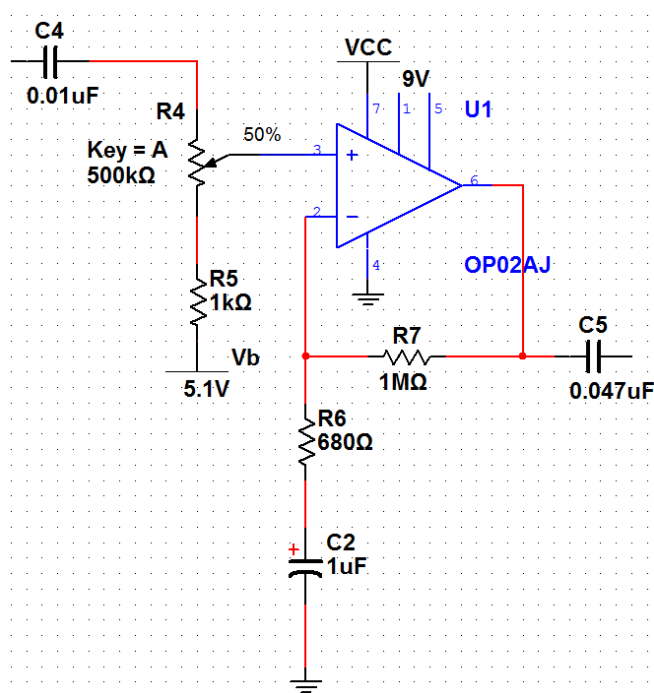 C4
0.01uF
R4
Key = A
500kΩ
50%
VCC
9V
7
1
5
U1
3
2
6
4
OP02AJ
R5
1kΩ
Vb
5.1V
R7
1MΩ
C5
0.047uF
R6
680Ω
+
C2
1uF